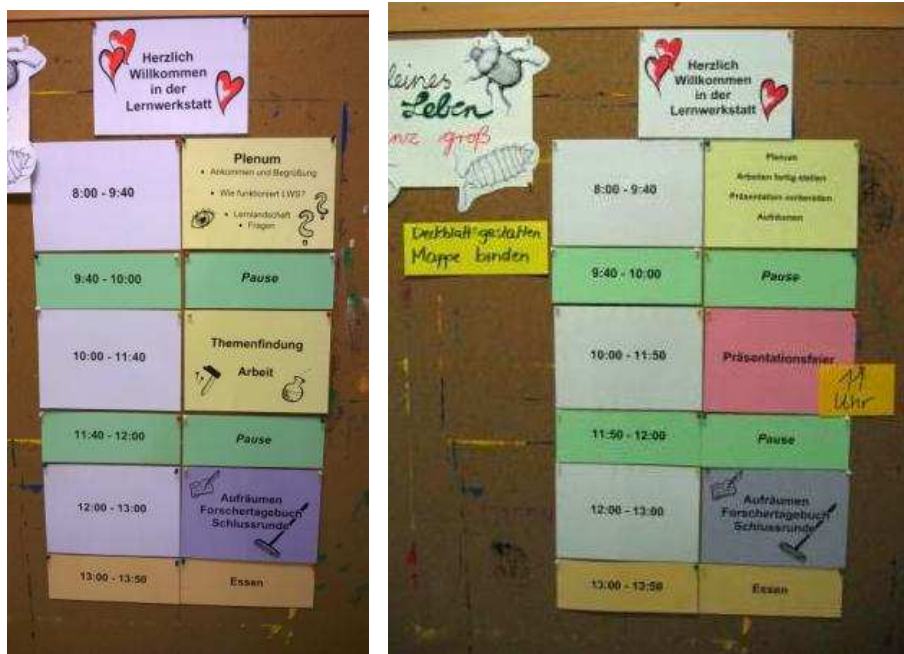 Herzlich
Willkommen
in der
Lernwerkstatt
8:00 - 9:40
Plenum
• Ankommen und Begrüßung
• Wie funktioniert LWS?
• Lernlandschaft
• Fragen
9:40 - 10:00
Pause
10:00 - 11:40
Themenfindung
Arbeit
11:40 - 12:00
Pause
12:00 - 13:00
Aufräumen
Forschertagebuch
Schlussrunde
13:00 - 13:50
Essen
leines
Leben
nz groß
Deckblatt gestalten
Mappe binden
Herzlich
Willkommen
in der
Lernwerkstatt
8:00 - 9:40
Plenum
Arbeiten fertig stellen
Präsentation vorbereiten
Aufräumen
9:40 - 10:00
Pause
10:00 - 11:50
Präsentationsfeier
11
Uhr
11:50 - 12:00
Pause
12:00 - 13:00
Aufräumen
Forschertagebuch
Schlussrunde
13:00 - 13:50
Essen